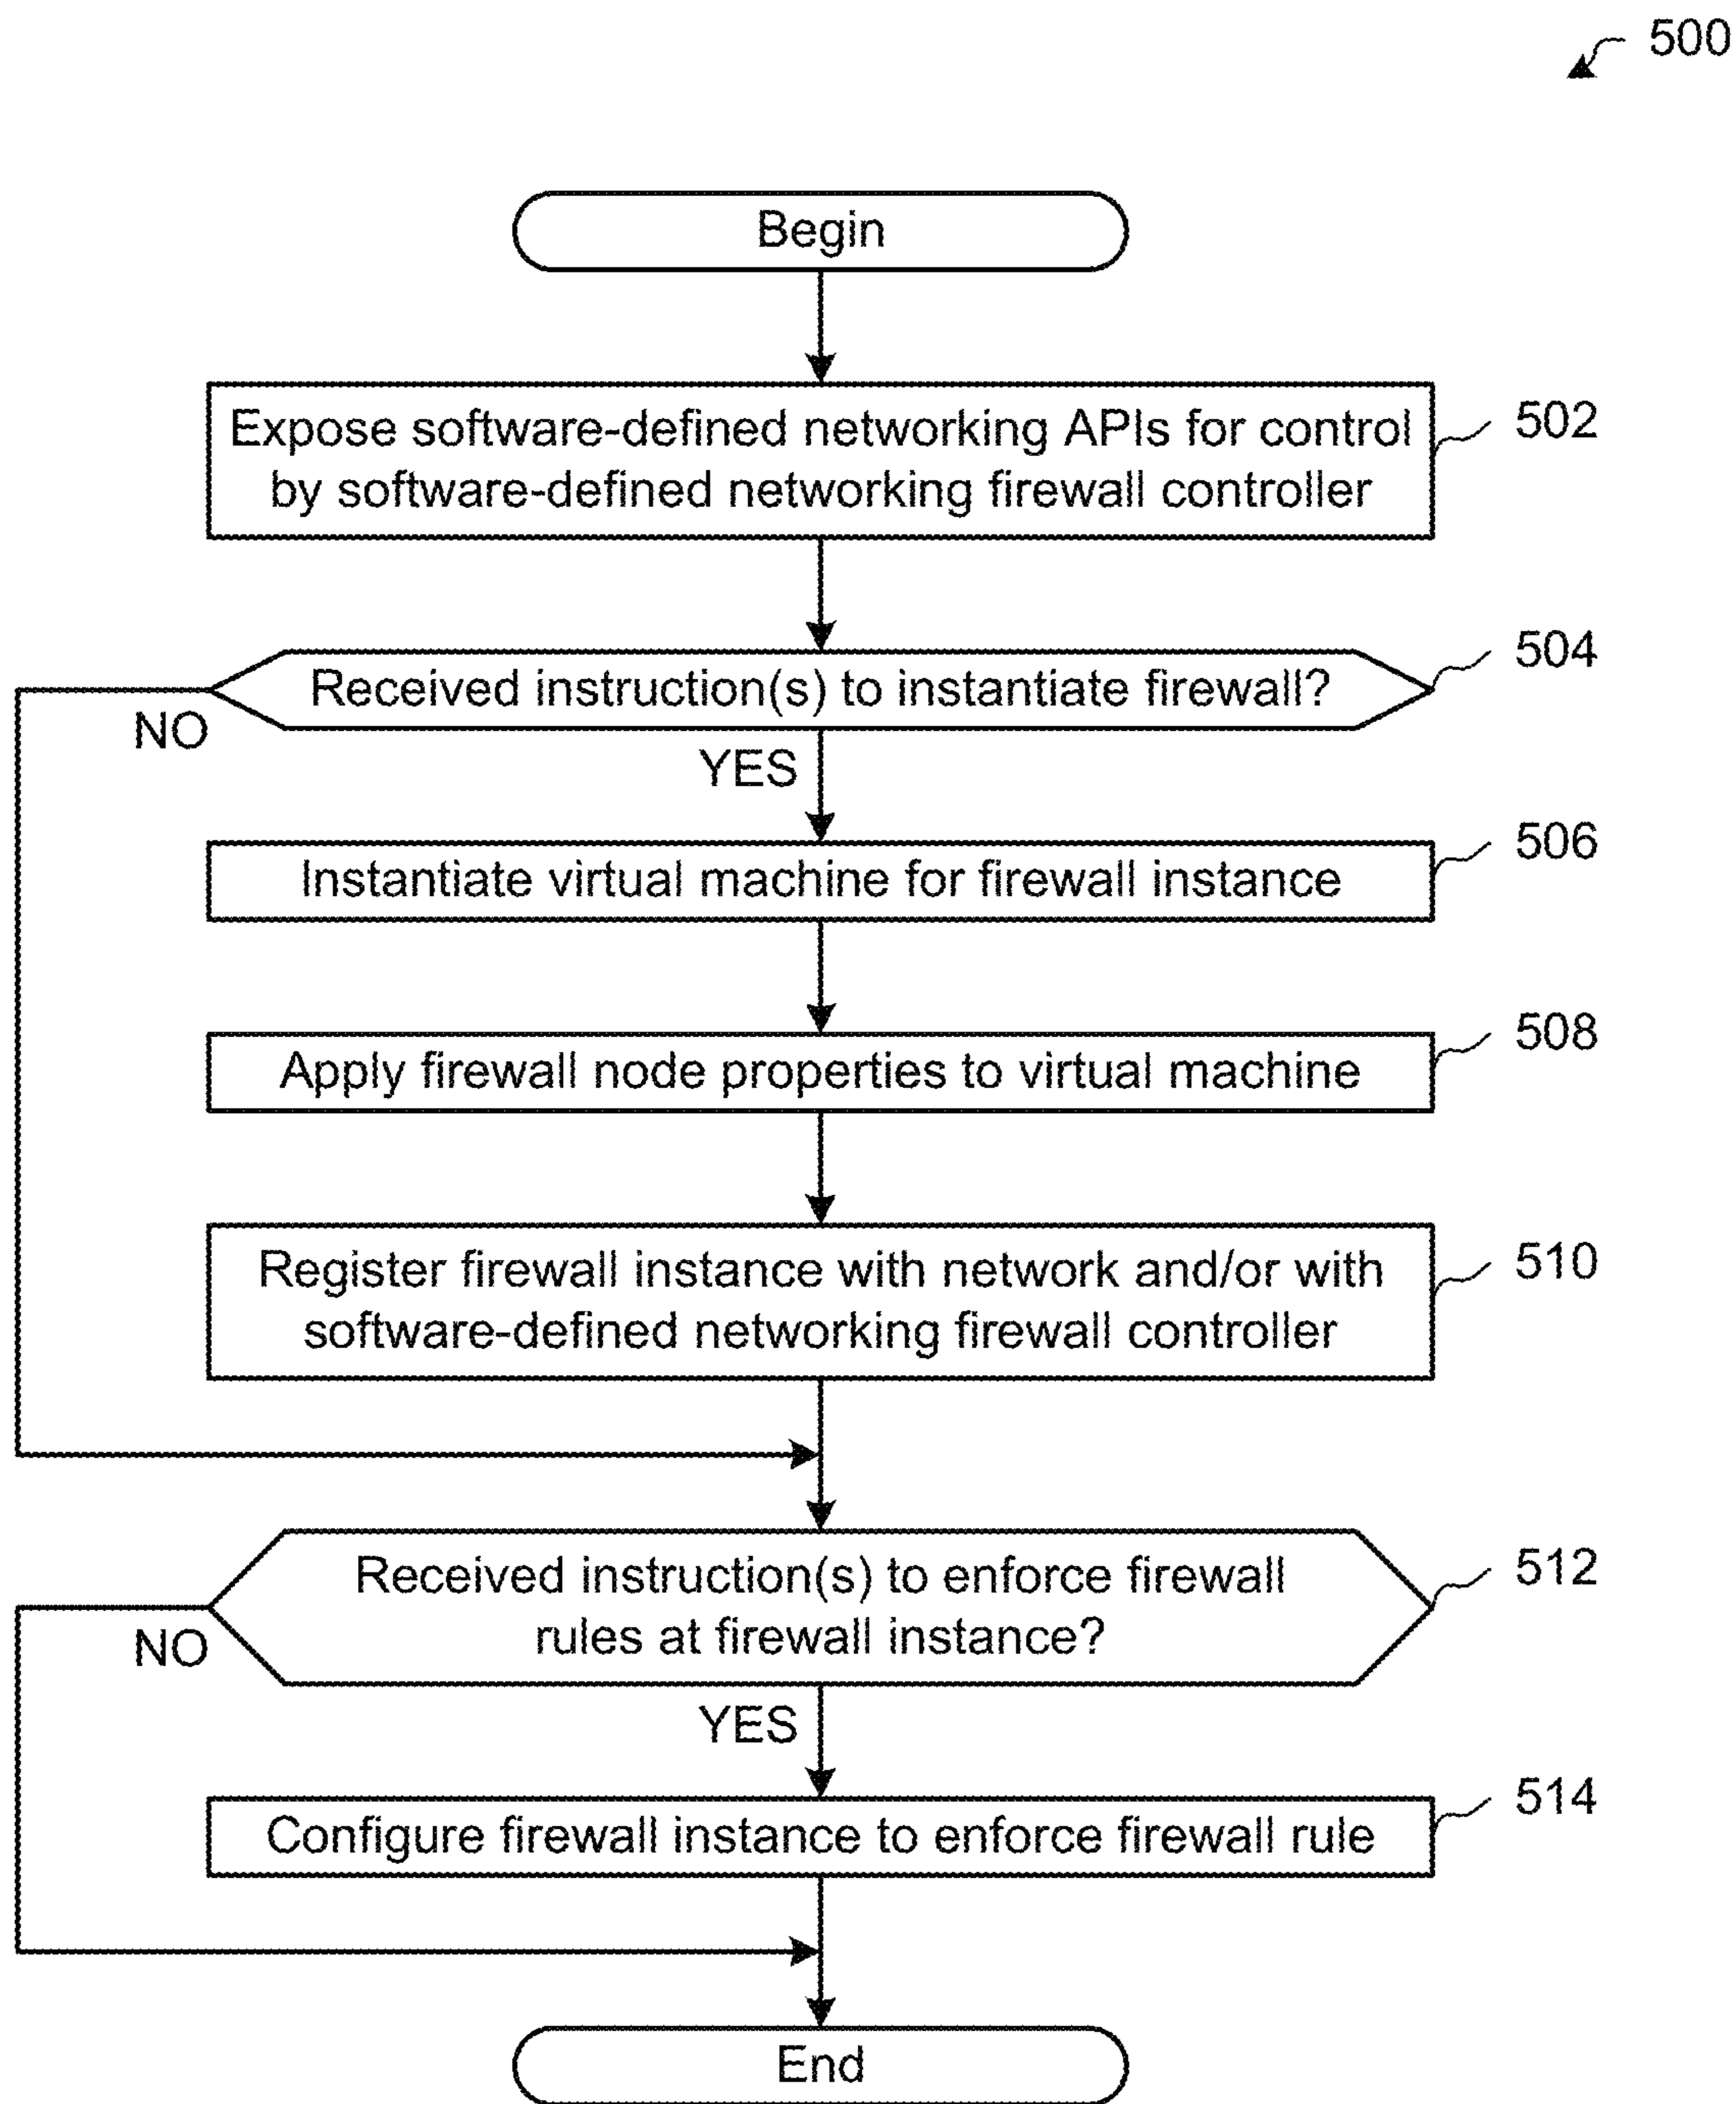 500
Begin
Expose software-defined networking APIs for control
by software-defined networking firewall controller
502
Received instruction(s) to instantiate firewall?
504
NO
YES
Instantiate virtual machine for firewall instance
506
Apply firewall node properties to virtual machine
508
Register firewall instance with network and/or with
software-defined networking firewall controller
510
Received instruction(s) to enforce firewall
rules at firewall instance?
512
NO
YES
Configure firewall instance to enforce firewall rule
514
End